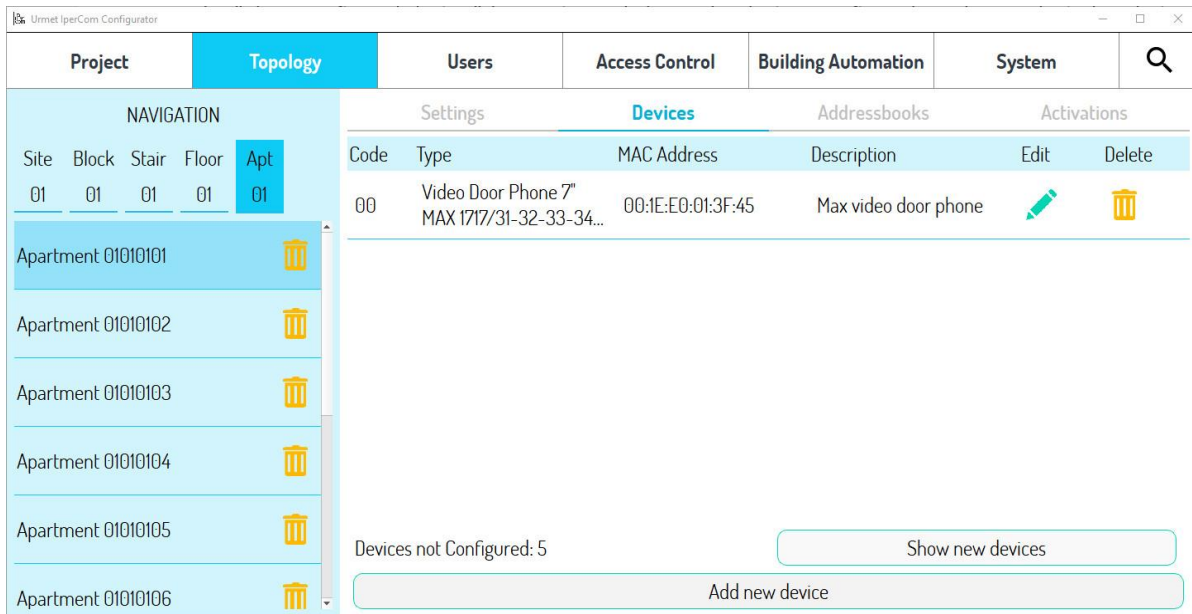 Urmet IperCom Configurator
Project Topology Users Access Control Building Automation System
NAVIGATION
Site Block Stair Floor Apt
01 01 01 01 01
Apartment 01010101
Apartment 01010102
Apartment 01010103
Apartment 01010104
Apartment 01010105
Apartment 01010106
Settings Devices Addressbooks Activations
Code Type MAC Address Description Edit Delete
00 Video Door Phone 7" MAX 1717/31-32-33-34... 00:1E:E0:01:3F:45 Max video door phone
Devices not Configured: 5 Show new devices
Add new device